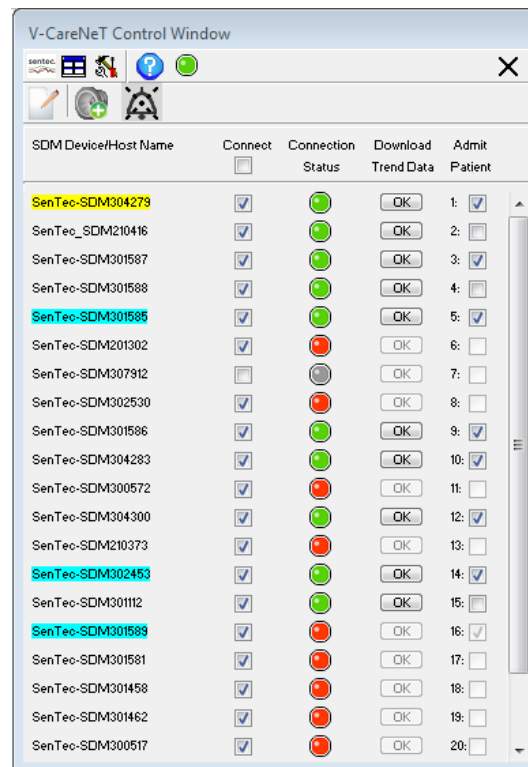 V-CareNeT Control Window
sentec
SDM Device/Host Name Connect Connection Status Download Trend Data Admit Patient
SenTec-SDM304279 OK 1:
SenTec_SDM210416 OK 2:
SenTec-SDM301587 OK 3:
SenTec-SDM301588 OK 4:
SenTec-SDM301585 OK 5:
SenTec-SDM201302 OK 6:
SenTec-SDM307912 OK 7:
SenTec-SDM302530 OK 8:
SenTec-SDM301586 OK 9:
SenTec-SDM304283 OK 10:
SenTec-SDM300572 OK 11:
SenTec-SDM304300 OK 12:
SenTec-SDM210373 OK 13:
SenTec-SDM302453 OK 14:
SenTec-SDM301112 OK 15:
SenTec-SDM301589 OK 16:
SenTec-SDM301581 OK 17:
SenTec-SDM301458 OK 18:
SenTec-SDM301462 OK 19:
SenTec-SDM300517 OK 20: